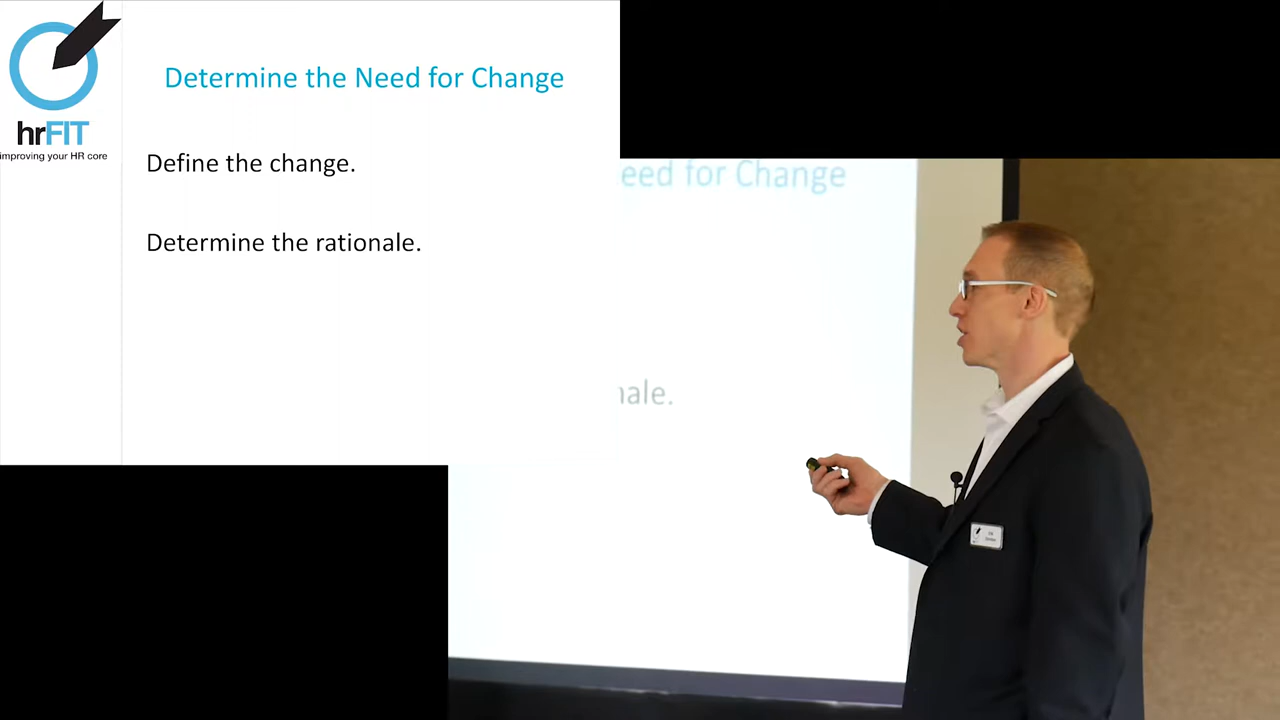 Determine the Need for Change
hrFIT
improving your HR core
Define the change.
Determine the rationale.
eed for Change
nale.